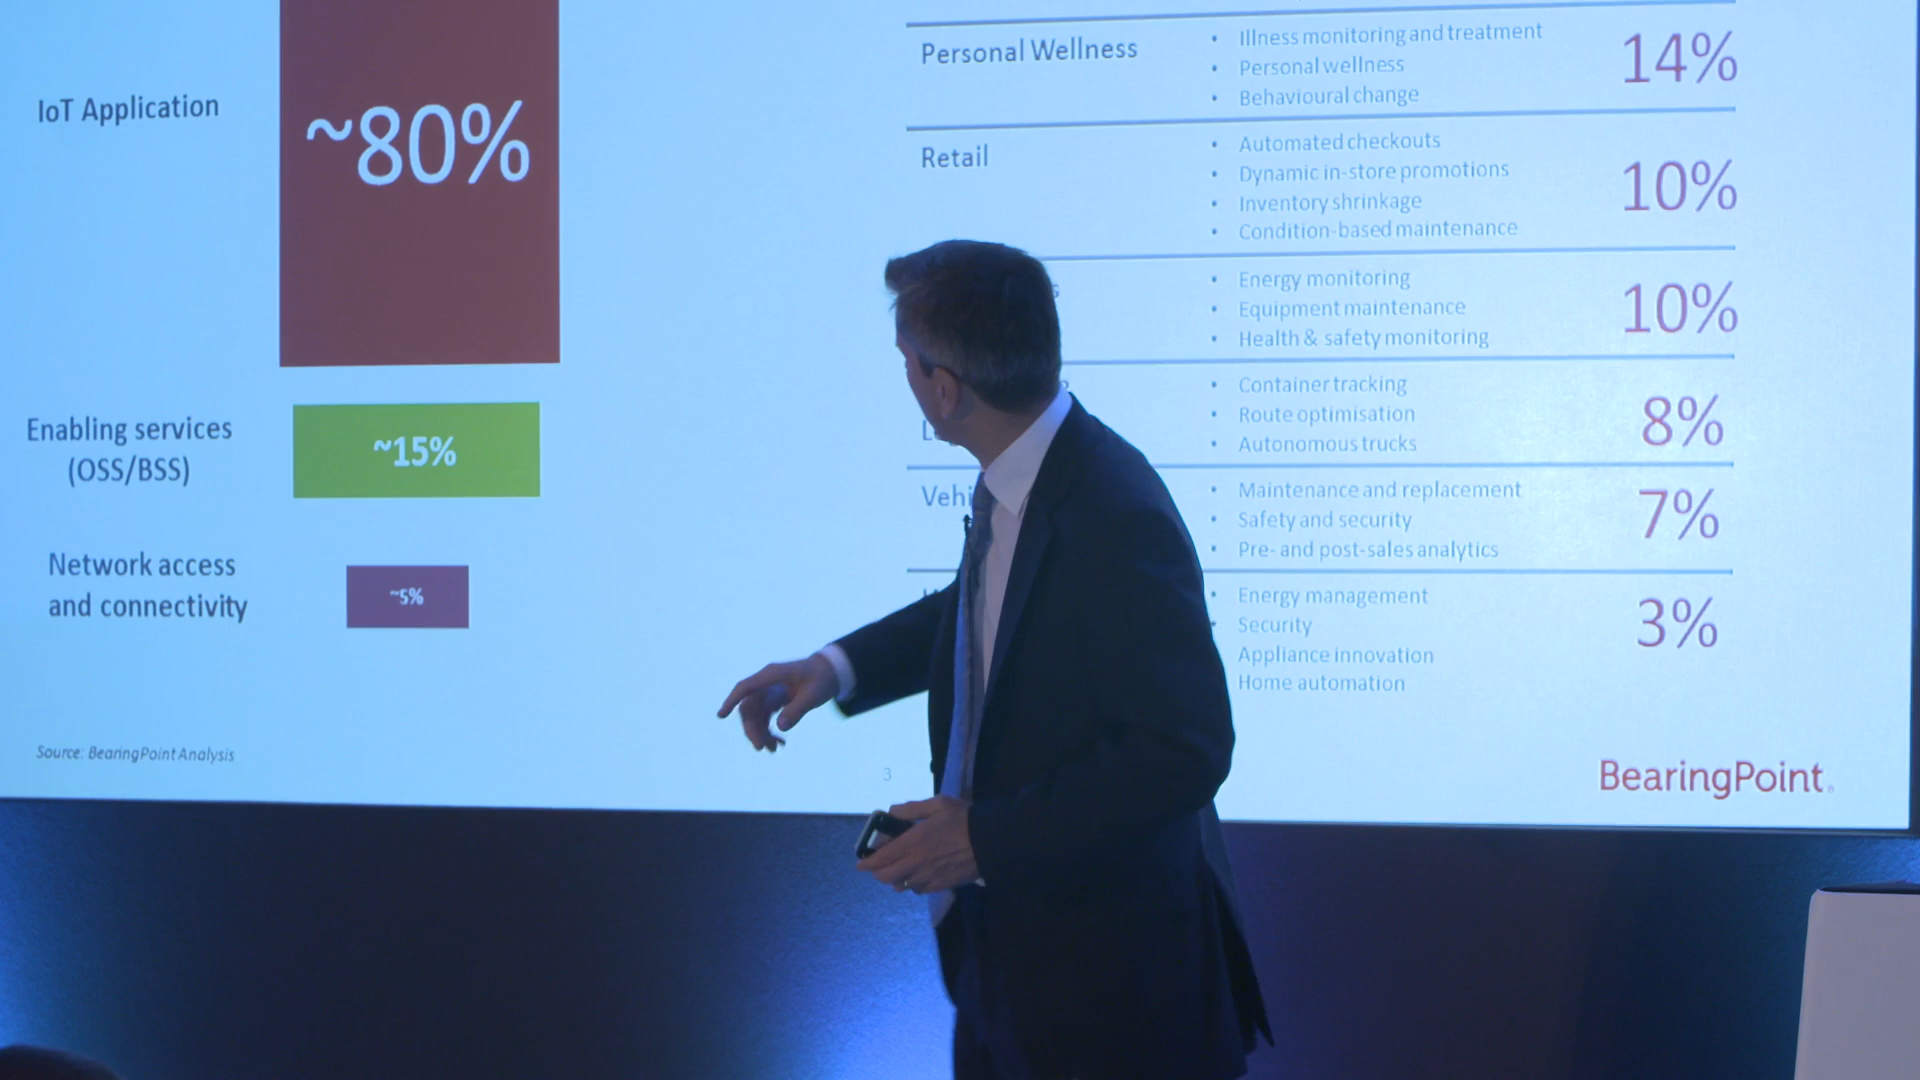 IoT Application
~80%
Enabling services
(OSS/BSS)
~15%
Network access
and connectivity
~5%
Source: BearingPoint Analysis
3
Personal Wellness
• Illness monitoring and treatment
• Personal wellness
• Behavioural change
14%
Retail
• Automated checkouts
• Dynamic in-store promotions
• Inventory shrinkage
• Condition-based maintenance
10%
• Energy monitoring
• Equipment maintenance
• Health & safety monitoring
10%
• Container tracking
• Route optimisation
• Autonomous trucks
8%
Vehi
• Maintenance and replacement
• Safety and security
• Pre- and post-sales analytics
7%
• Energy management
• Security
Appliance innovation
Home automation
3%
BearingPoint